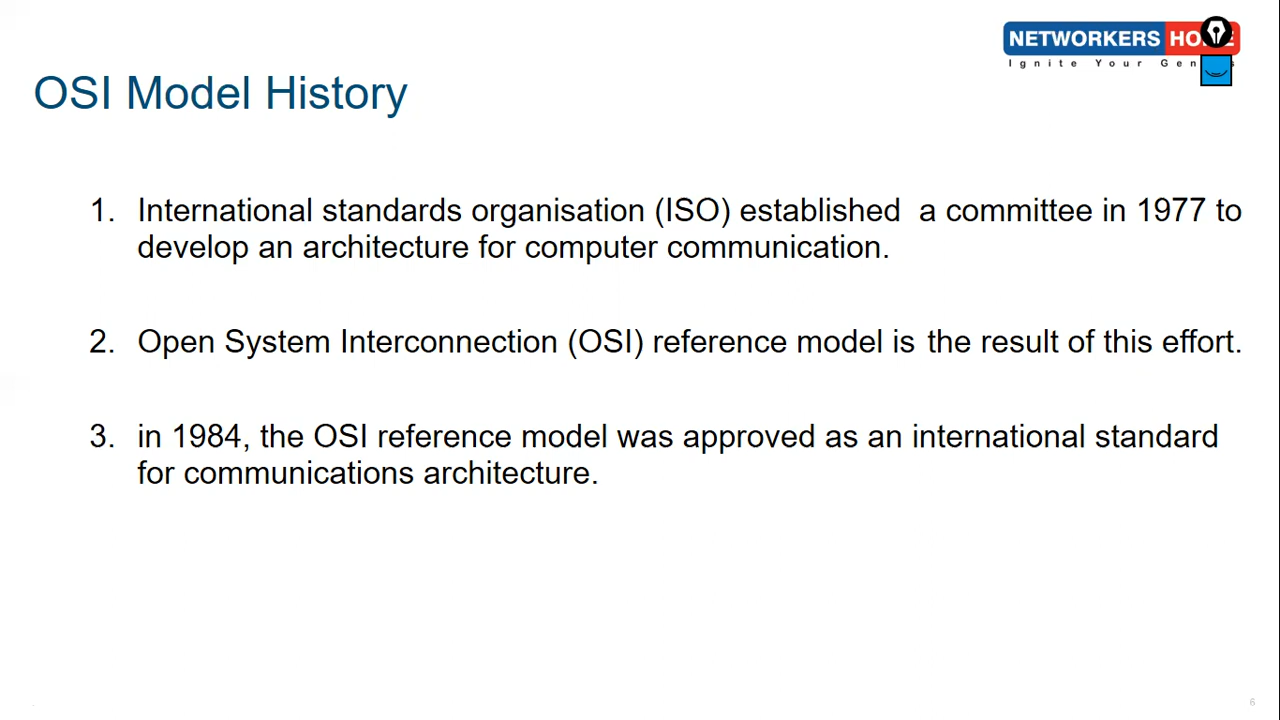 NETWORKERS HO
Ignite Your Gen s
OSI Model History
1. International standards organisation (ISO) established a committee in 1977 to
develop an architecture for computer communication.
2. Open System Interconnection (OSI) reference model is the result of this effort.
3. in 1984, the OSI reference model was approved as an international standard
for communications architecture.
6